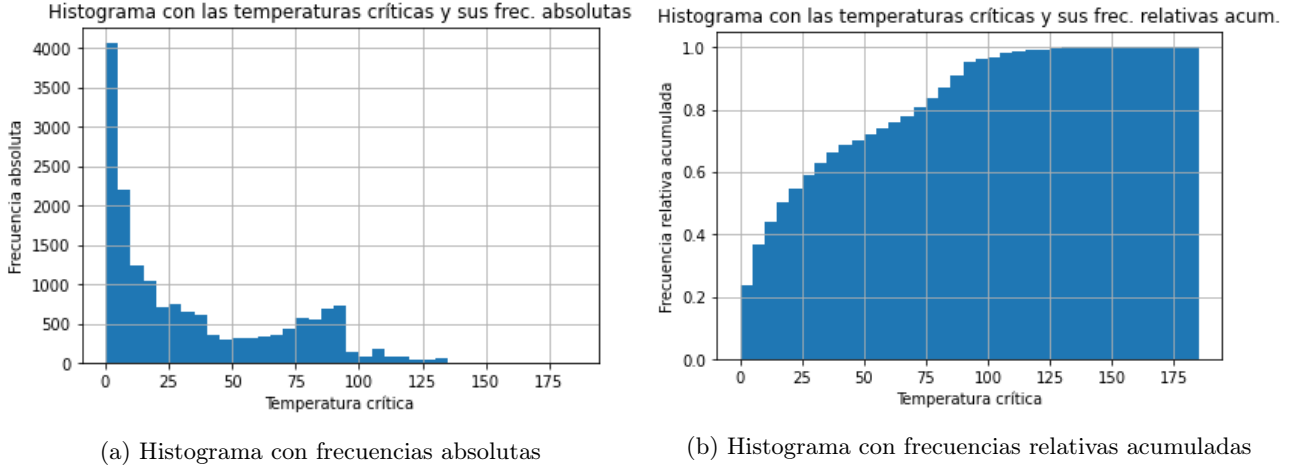 Histograma con las temperaturas críticas y sus frec. absolutas
Frecuencia absoluta
4000
3500
3000
2500
2000
1500
1000
500
0
0 25 50 75 100 125 150 175
Temperatura crítica
(a) Histograma con frecuencias absolutas
Histograma con las temperaturas críticas y sus frec. relativas acum.
Frecuencia relativa acumulada
1.0
0.8
0.6
0.4
0.2
0.0
0 25 50 75 100 125 150 175
Temperatura crítica
(b) Histograma con frecuencias relativas acumuladas